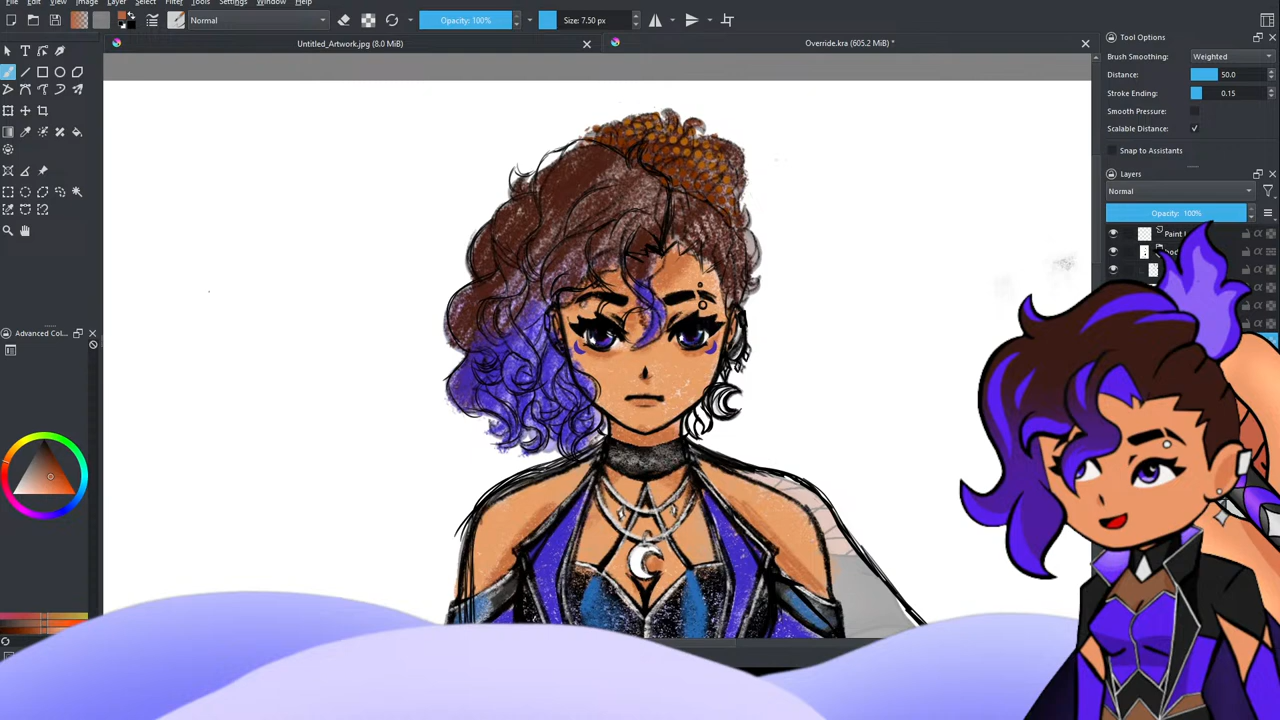 File Edit View Image Layer Select Filter Tools Settings Window Help
Normal
Opacity: 100%
Size: 7.50 px
Untitled_Artwork.jpg (8.0 MiB)
Override.kra (605.2 MiB) *
Tool Options
Brush Smoothing: Weighted
Distance: 50.0
Stroke Ending: 0.15
Smooth Pressure:
Scalable Distance:
Snap to Assistants
Layers
Normal
Opacity: 100%
Paint
Advanced Col...